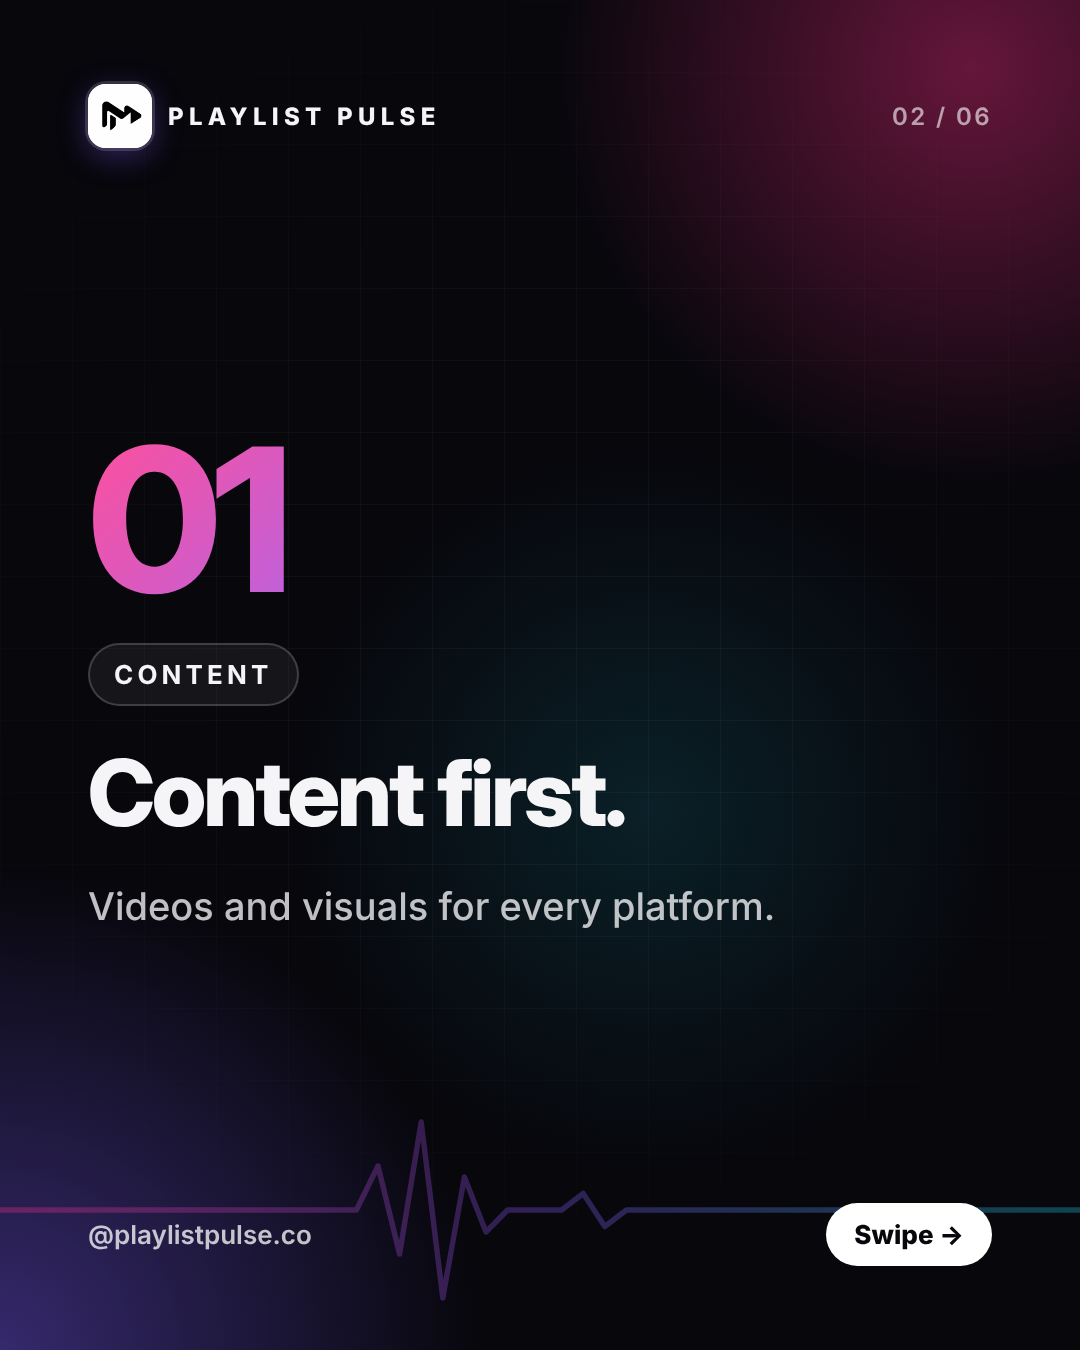 PLAYLIST PULSE
02 / 06
01
CONTENT
Content first.
Videos and visuals for every platform.
@playlistpulse.co
Swipe →